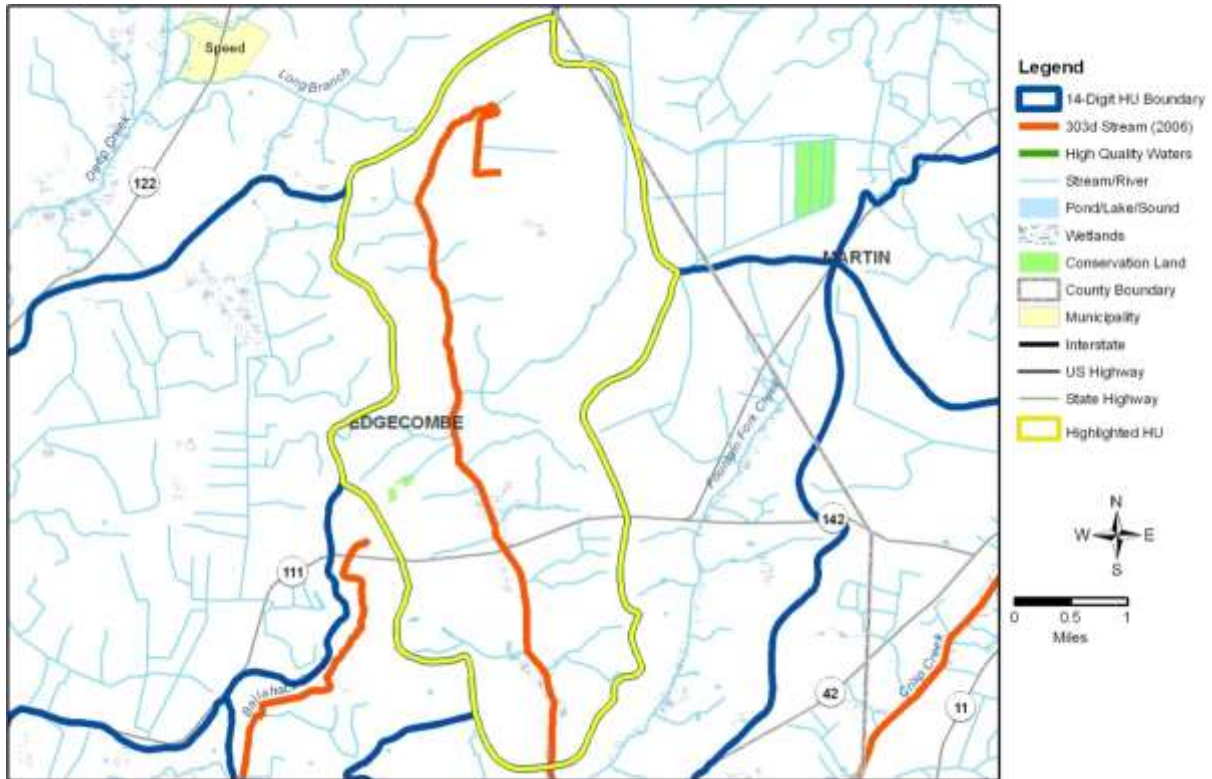 Speed
Long Branch
Deep Creek
122
MARTIN
EDGECOMBE
Fork Creek
142
111
42
11
Legend
14-Digit HU Boundary
303d Stream (2006)
High Quality Waters
Stream/River
Pond/Lake/Sound
Wetlands
Conservation Land
County Boundary
Municipality
Interstate
US Highway
State Highway
Highlighted HU
N
W
E
S
0
0.5
1
Miles